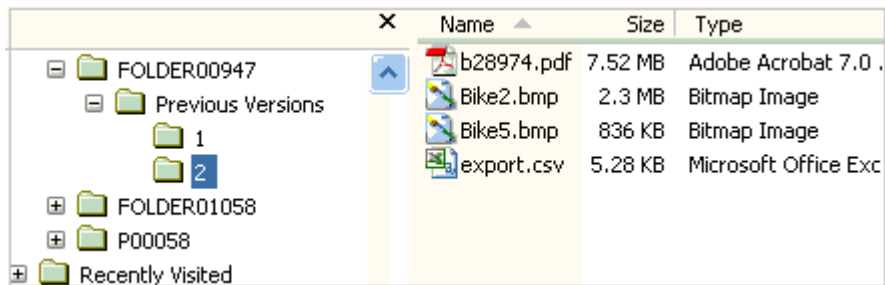 × Name Size Type
FOLDER00947
Previous Versions
1
2
FOLDER01058
P00058
Recently Visited
b28974.pdf 7.52 MB Adobe Acrobat 7.0 .
Bike2.bmp 2.3 MB Bitmap Image
Bike5.bmp 836 KB Bitmap Image
export.csv 5.28 KB Microsoft Office Exc